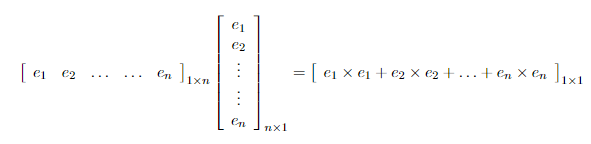 [ e₁ e₂ … … eₙ ]₁×ₙ [ e₁ e₂ ⋮ ⋮ eₙ ]ₙ×₁ = [ e₁ × e₁ + e₂ × e₂ + … + eₙ × eₙ ]₁×₁